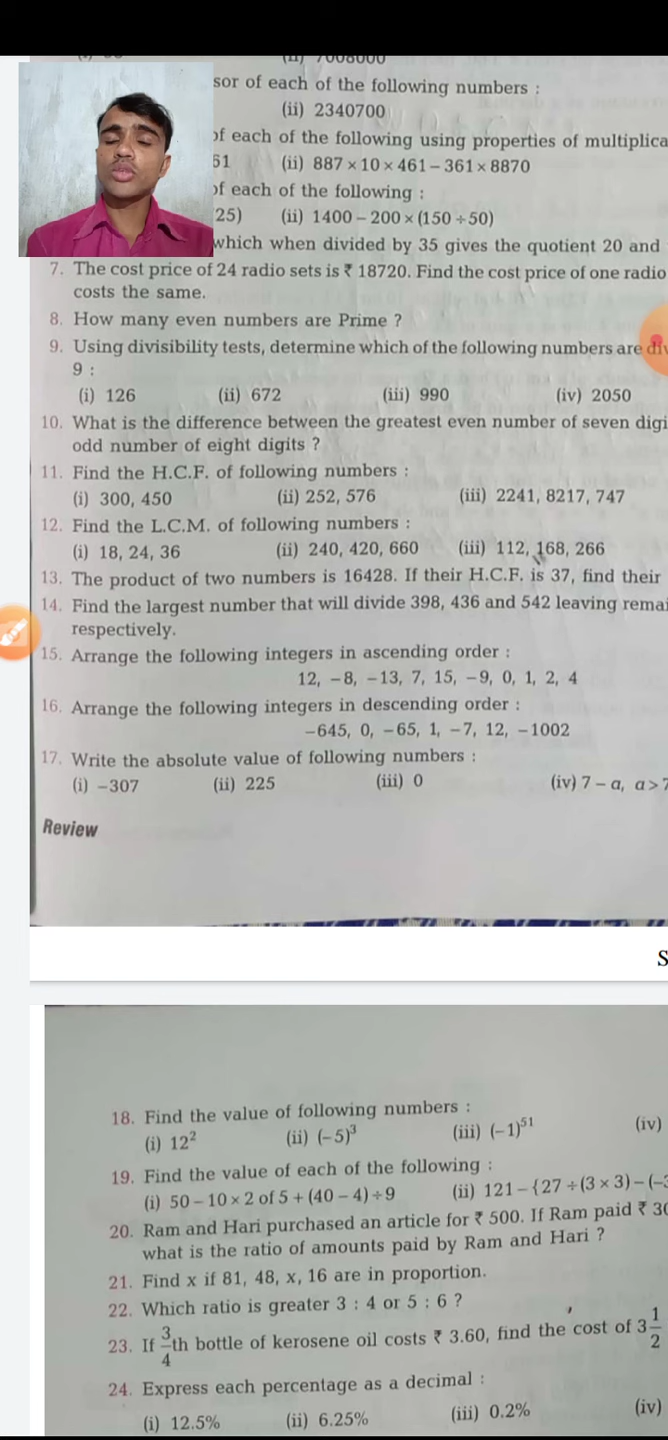 (ii) 7008000
sor of each of the following numbers :
(ii) 2340700
of each of the following using properties of multiplica
51 (ii) 887 × 10 × 461 – 361 × 8870
of each of the following :
25) (ii) 1400 – 200 × (150 ÷ 50)
which when divided by 35 gives the quotient 20 and
7. The cost price of 24 radio sets is ₹ 18720. Find the cost price of one radio
costs the same.
8. How many even numbers are Prime ?
9. Using divisibility tests, determine which of the following numbers are div
9 :
(i) 126 (ii) 672 (iii) 990 (iv) 2050
10. What is the difference between the greatest even number of seven digi
odd number of eight digits ?
11. Find the H.C.F. of following numbers :
(i) 300, 450 (ii) 252, 576 (iii) 2241, 8217, 747
12. Find the L.C.M. of following numbers :
(i) 18, 24, 36 (ii) 240, 420, 660 (iii) 112, 168, 266
13. The product of two numbers is 16428. If their H.C.F. is 37, find their
14. Find the largest number that will divide 398, 436 and 542 leaving remai
respectively.
15. Arrange the following integers in ascending order :
12, –8, –13, 7, 15, –9, 0, 1, 2, 4
16. Arrange the following integers in descending order :
–645, 0, –65, 1, –7, 12, –1002
17. Write the absolute value of following numbers :
(i) –307 (ii) 225 (iii) 0 (iv) 7 – a, a > 7
Review
S
18. Find the value of following numbers :
(i) 12² (ii) (–5)³ (iii) (–1)⁵¹ (iv)
19. Find the value of each of the following :
(i) 50 – 10 × 2 of 5 + (40 – 4) ÷ 9 (ii) 121 – {27 ÷ (3 × 3) – (–3
20. Ram and Hari purchased an article for ₹ 500. If Ram paid ₹ 30
what is the ratio of amounts paid by Ram and Hari ?
21. Find x if 81, 48, x, 16 are in proportion.
22. Which ratio is greater 3 : 4 or 5 : 6 ?
23. If 3/4th bottle of kerosene oil costs ₹ 3.60, find the cost of 3 1/2
24. Express each percentage as a decimal :
(i) 12.5% (ii) 6.25% (iii) 0.2% (iv)